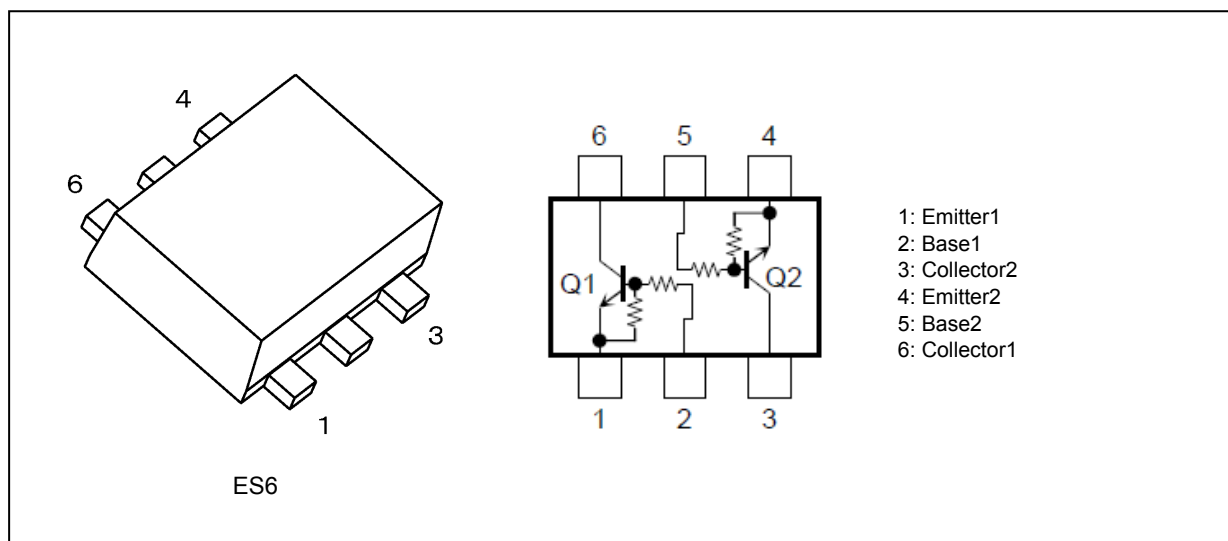 4
6
3
1
ES6
6 5 4
Q1 Q2
1 2 3
1: Emitter1
2: Base1
3: Collector2
4: Emitter2
5: Base2
6: Collector1